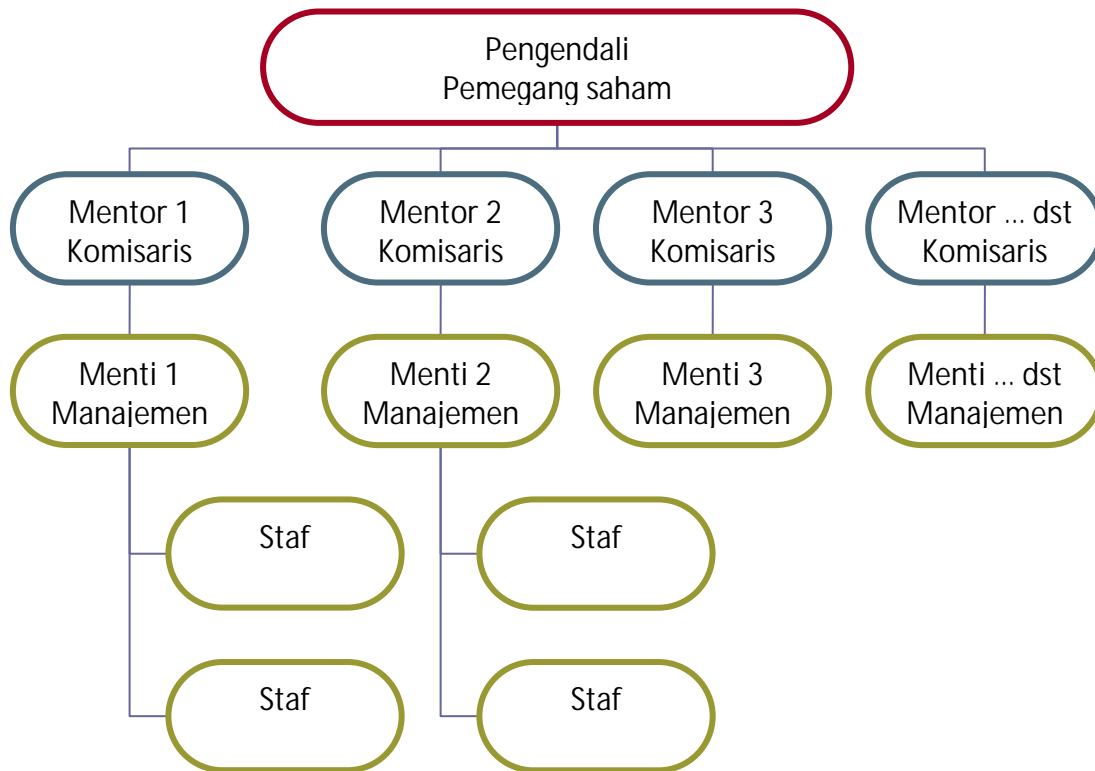 Pengendali
Pemegang saham
Mentor 1
Komisaris
Mentor 2
Komisaris
Mentor 3
Komisaris
Mentor ... dst
Komisaris
Menti 1
Manajemen
Menti 2
Manajemen
Menti 3
Manajemen
Menti ... dst
Manajemen
Staf
Staf
Staf
Staf